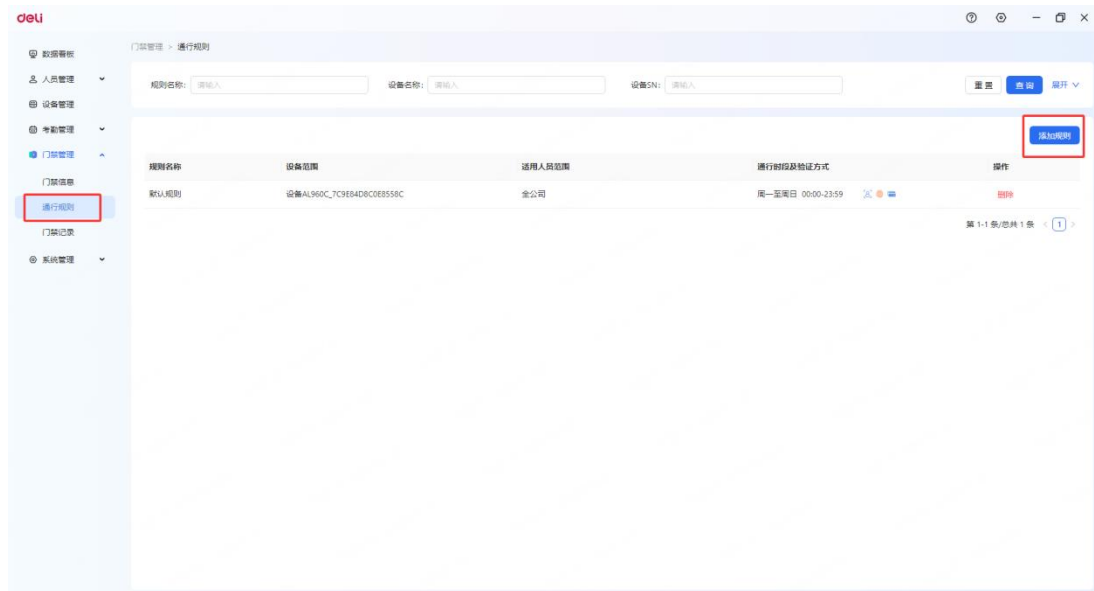 deli
数据看板
人员管理
设备管理
考勤管理
门禁管理
门禁信息
通行规则
门禁记录
系统管理
门禁管理 > 通行规则
规则名称: 请输入 设备名称: 请输入 设备SN: 请输入 重置 查询 展开
添加规则
规则名称 设备范围 适用人员范围 通行时段及验证方式 操作
默认规则 设备AL960C_7C9E84D8C0E8558C 全公司 周一至周日 00:00-23:59 删除
第 1-1 条/总共 1 条 < 1 >